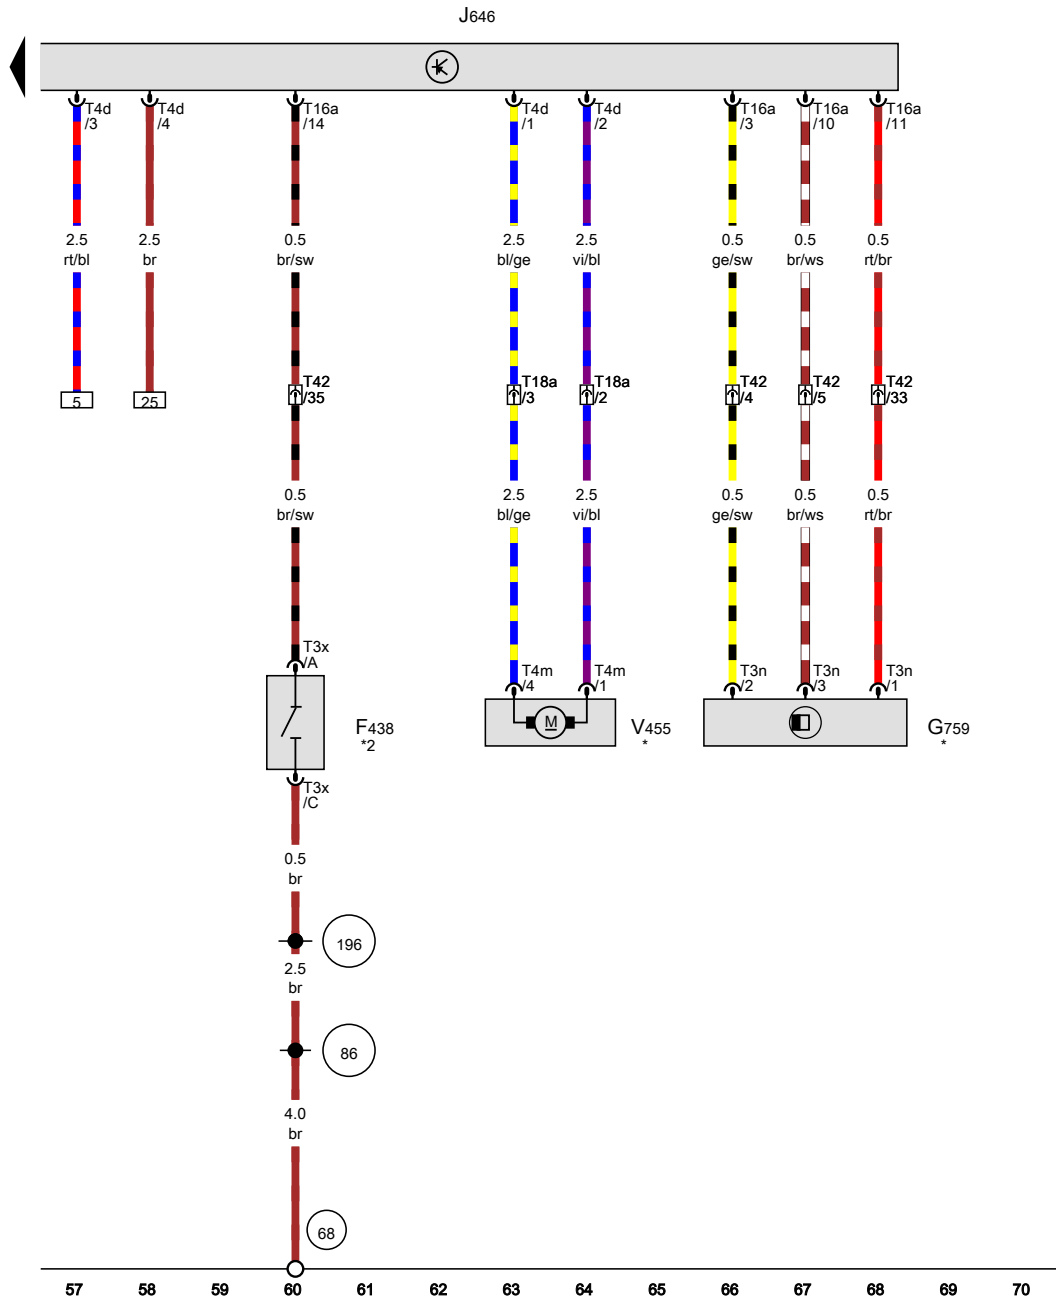 J646
T4d T4d T16a T4d T4d T16a T16a T16a
/3 /4 /14 /1 /2 /3 /10 /11
2.5 2.5 0.5 2.5 2.5 0.5 0.5 0.5
rt/bl br br/sw bl/ge vi/bl ge/sw br/ws rt/br
T42 T18a T18a T42 T42 T42
/35 /3 /2 /4 /5 /33
5 25
0.5 2.5 2.5 0.5 0.5 0.5
br/sw bl/ge vi/bl ge/sw br/ws rt/br
T3x T4m T4m T3n T3n T3n
/A /4 /1 /2 /3 /1
F438 M V455 G759
*2 * *
T3x
/C
0.5
br
196
2.5
br
86
4.0
br
68
57 58 59 60 61 62 63 64 65 66 67 68 69 70